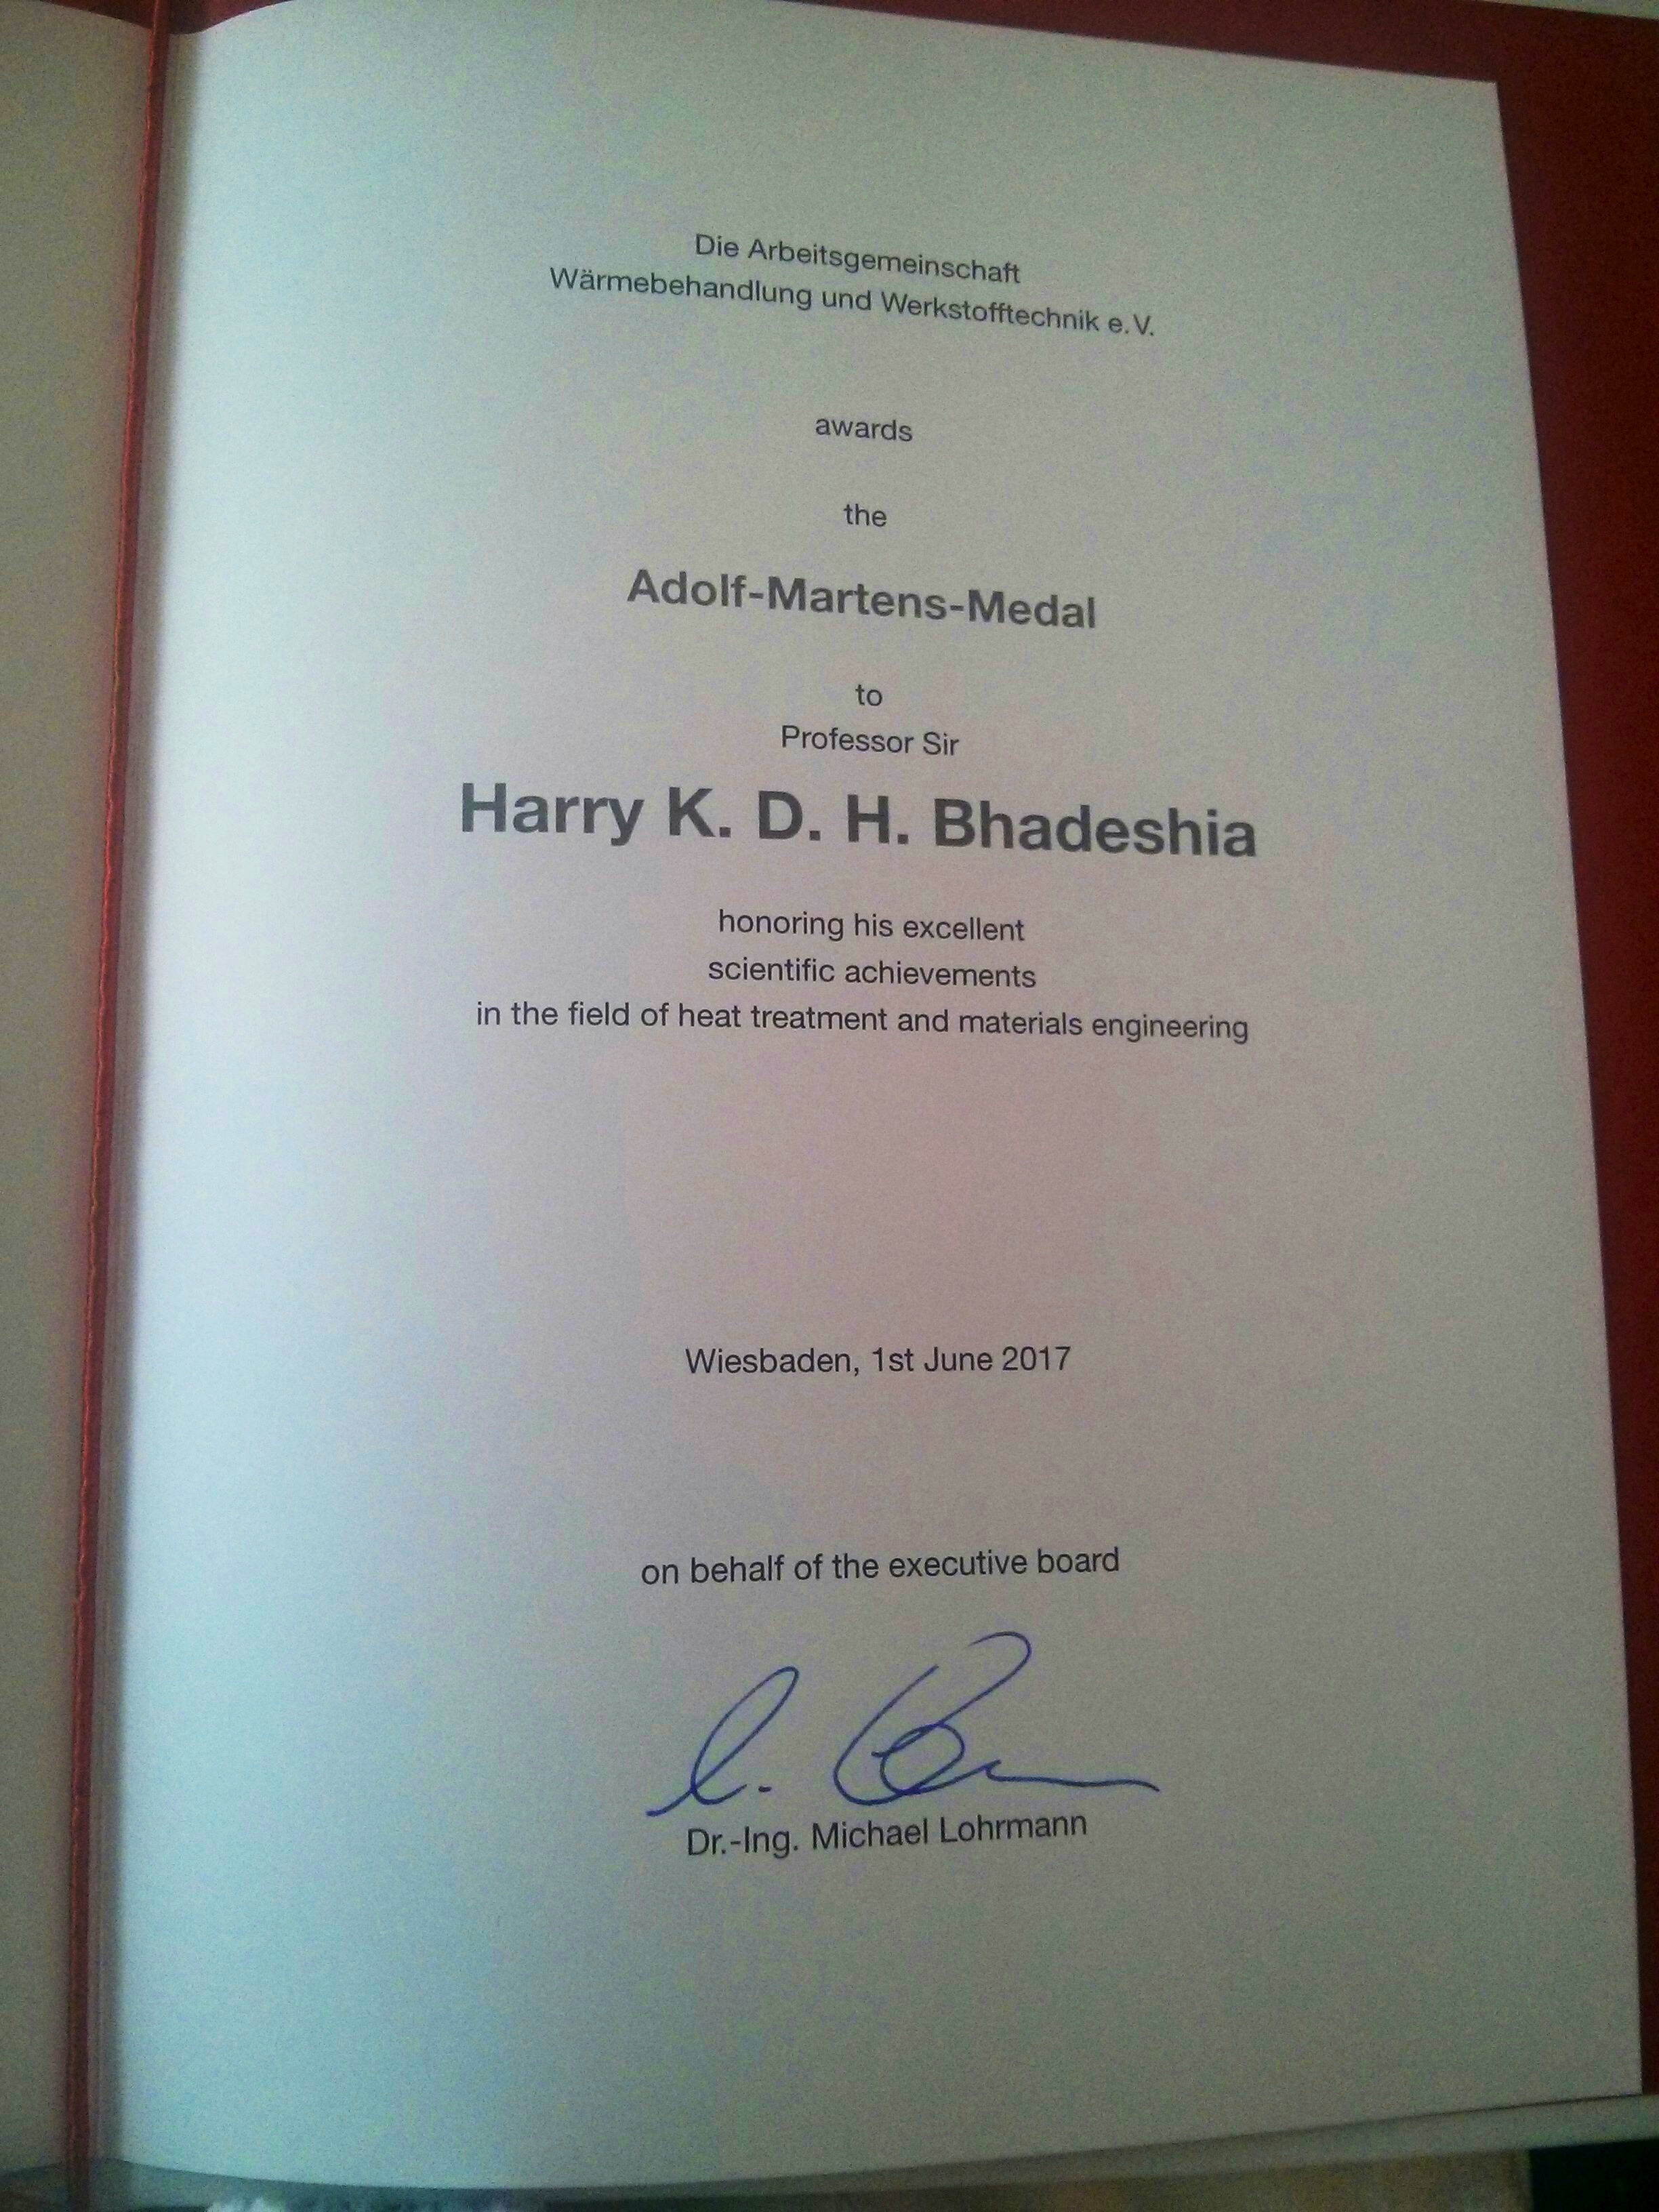 Die Arbeitsgemeinschaft
Wärmebehandlung und Werkstofftechnik e.V.
awards
the
Adolf-Martens-Medal
to
Professor Sir
Harry K. D. H. Bhadeshia
honoring his excellent
scientific achievements
in the field of heat treatment and materials engineering
Wiesbaden, 1st June 2017
on behalf of the executive board
Dr.-Ing. Michael Lohrmann